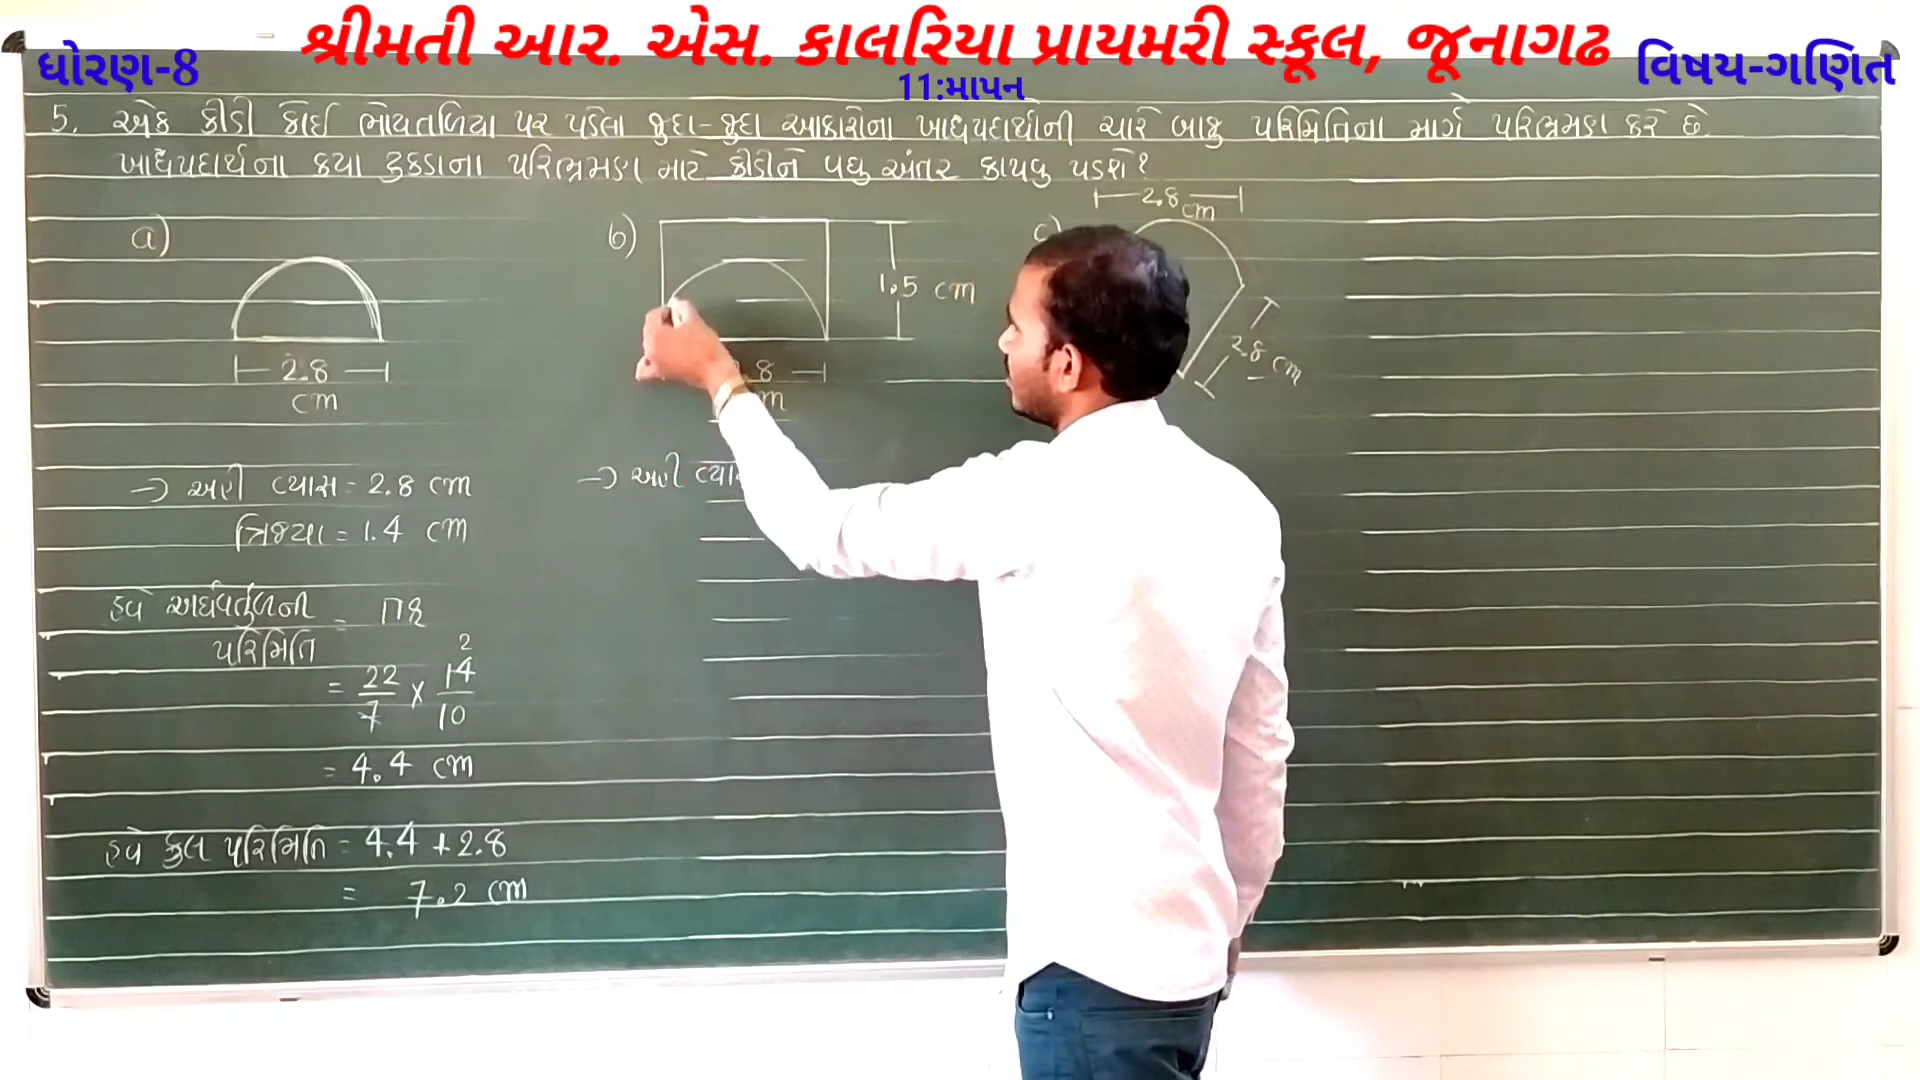 શ્રીમતી આર. એસ. કાલરિયા પ્રાયમરી સ્કૂલ, જૂનાગઢ
ધોરણ-8
વિષય-ગણિત
11:માપન
5. એક કીડી કોઈ ભોંયતળિયા પર પડેલા જુદા-જુદા આકારોના ખાદ્યપદાર્થોની ચારે બાજુ પરિમિતિના માર્ગે પરિભ્રમણ કરે છે.
ખાદ્યપદાર્થના કયા ટુકડાના પરિભ્રમણ માટે કીડીને વધુ અંતર કાપવુ પડશે?
a)
2.8
cm
b)
1.5 cm
.8
m
c)
2.8 cm
2.8 cm
→ અહી વ્યાસ = 2.8 cm
ત્રિજ્યા = 1.4 cm
હવે અર્ધવર્તુળની
પરિમિતિ = πr
= 22/7 × 14/10
2
= 4.4 cm
હવે કુલ પરિમિતિ = 4.4 + 2.8
= 7.2 cm
→ અહી